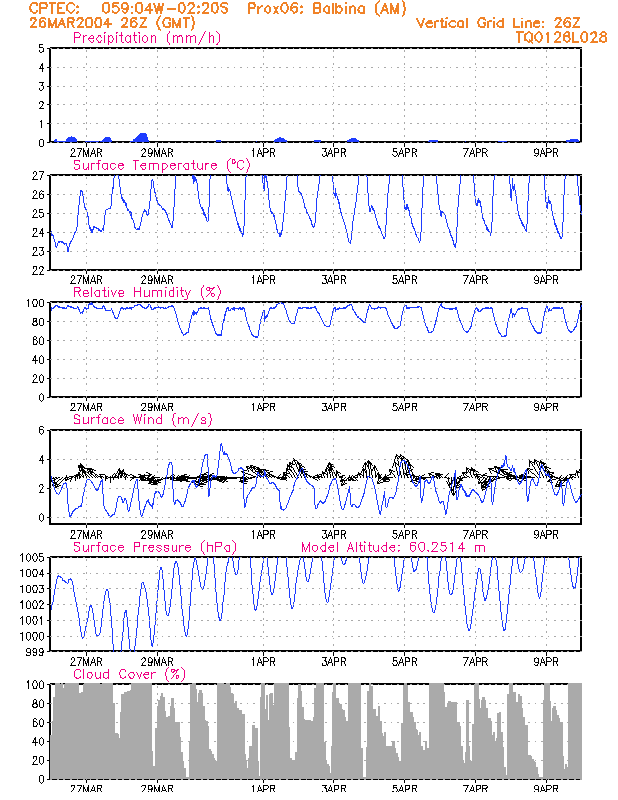 CPTEC:   059:04W-02:20S  Prox06: Balbina (AM)
26MAR2004 26Z (GMT)
Vertical Grid Line: 26Z
Precipitation (mm/h)
TQ0126L028
5
4
3
2
1
0
27MAR 29MAR 1APR 3APR 5APR 7APR 9APR
Surface Temperature (ºC)
27
26
25
24
23
22
27MAR 29MAR 1APR 3APR 5APR 7APR 9APR
Relative Humidity (%)
100
80
60
40
20
0
27MAR 29MAR 1APR 3APR 5APR 7APR 9APR
Surface Wind (m/s)
6
4
2
0
27MAR 29MAR 1APR 3APR 5APR 7APR 9APR
Surface Pressure (hPa) Model Altitude: 60.2514 m
1005
1004
1003
1002
1001
1000
999
27MAR 29MAR 1APR 3APR 5APR 7APR 9APR
Cloud Cover (%)
100
80
60
40
20
0
27MAR 29MAR 1APR 3APR 5APR 7APR 9APR